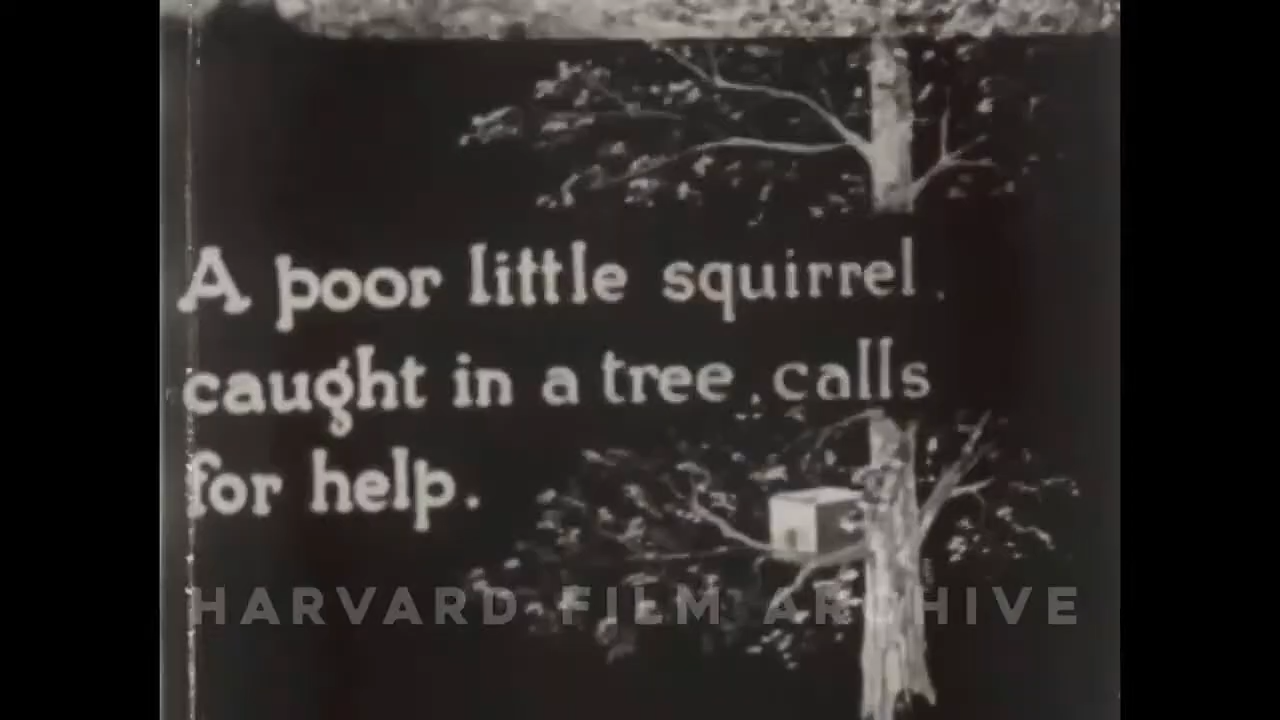 A poor little squirrel,
caught in a tree, calls
for help.
HARVARD FILM ARCHIVE